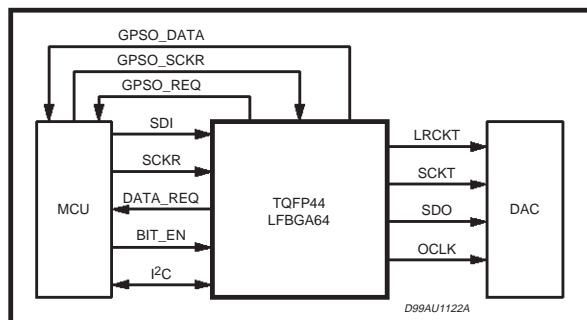 GPSO_DATA
GPSO_SCKR
GPSO_REQ
SDI
SCKR
DATA_REQ
BIT_EN
I²C
MCU
TQFP44
LFBGA64
LRCKT
SCKT
SDO
OCLK
DAC
D99AU1122A